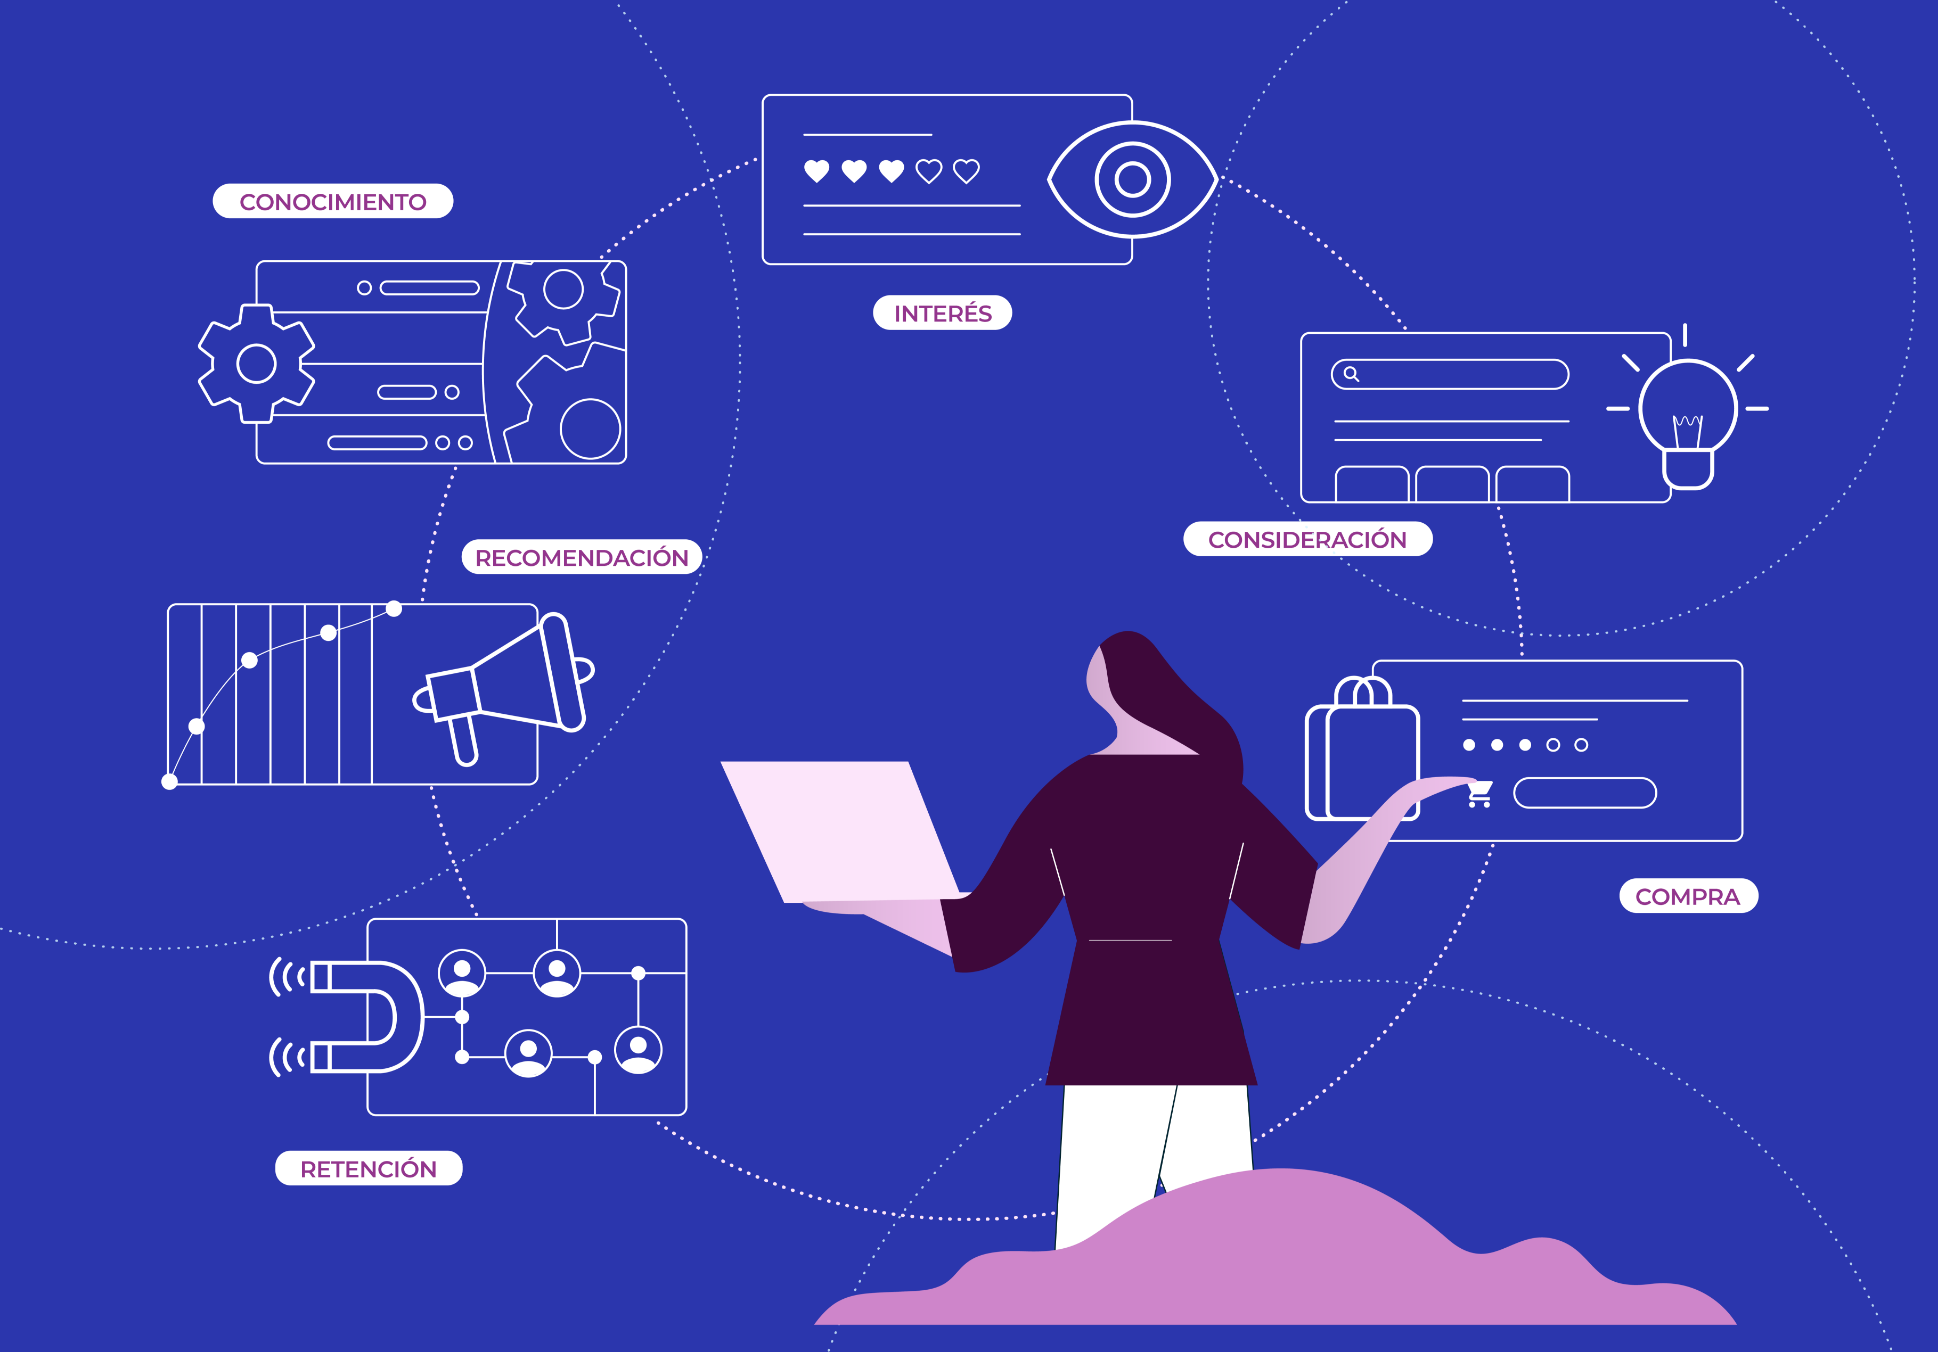 CONOCIMIENTO
INTERÉS
CONSIDERACIÓN
RECOMENDACIÓN
COMPRA
RETENCIÓN